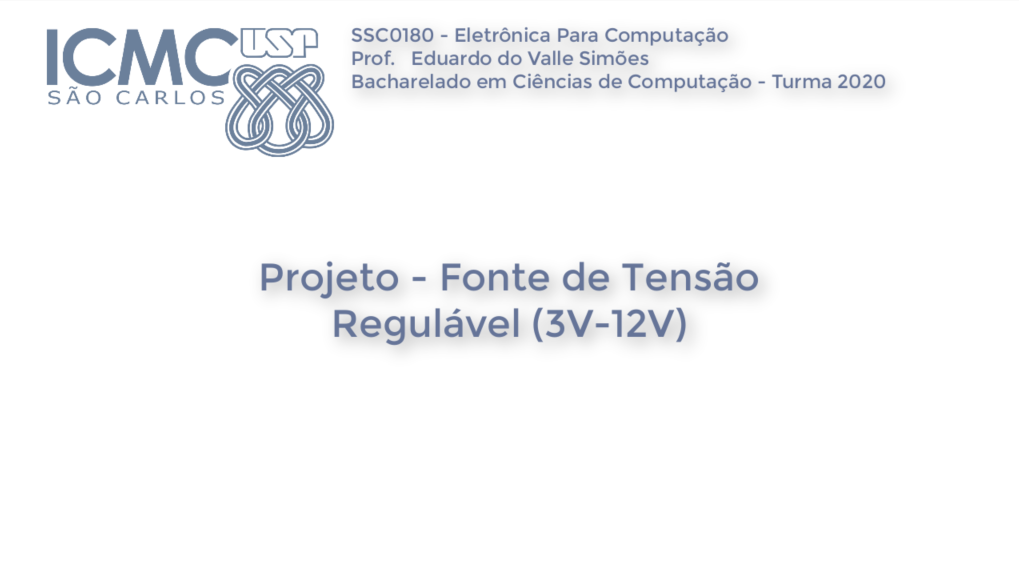 ICMC USP
SÃO CARLOS
SSC0180 - Eletrônica Para Computação
Prof. Eduardo do Valle Simões
Bacharelado em Ciências de Computação - Turma 2020
Projeto - Fonte de Tensão
Regulável (3V-12V)